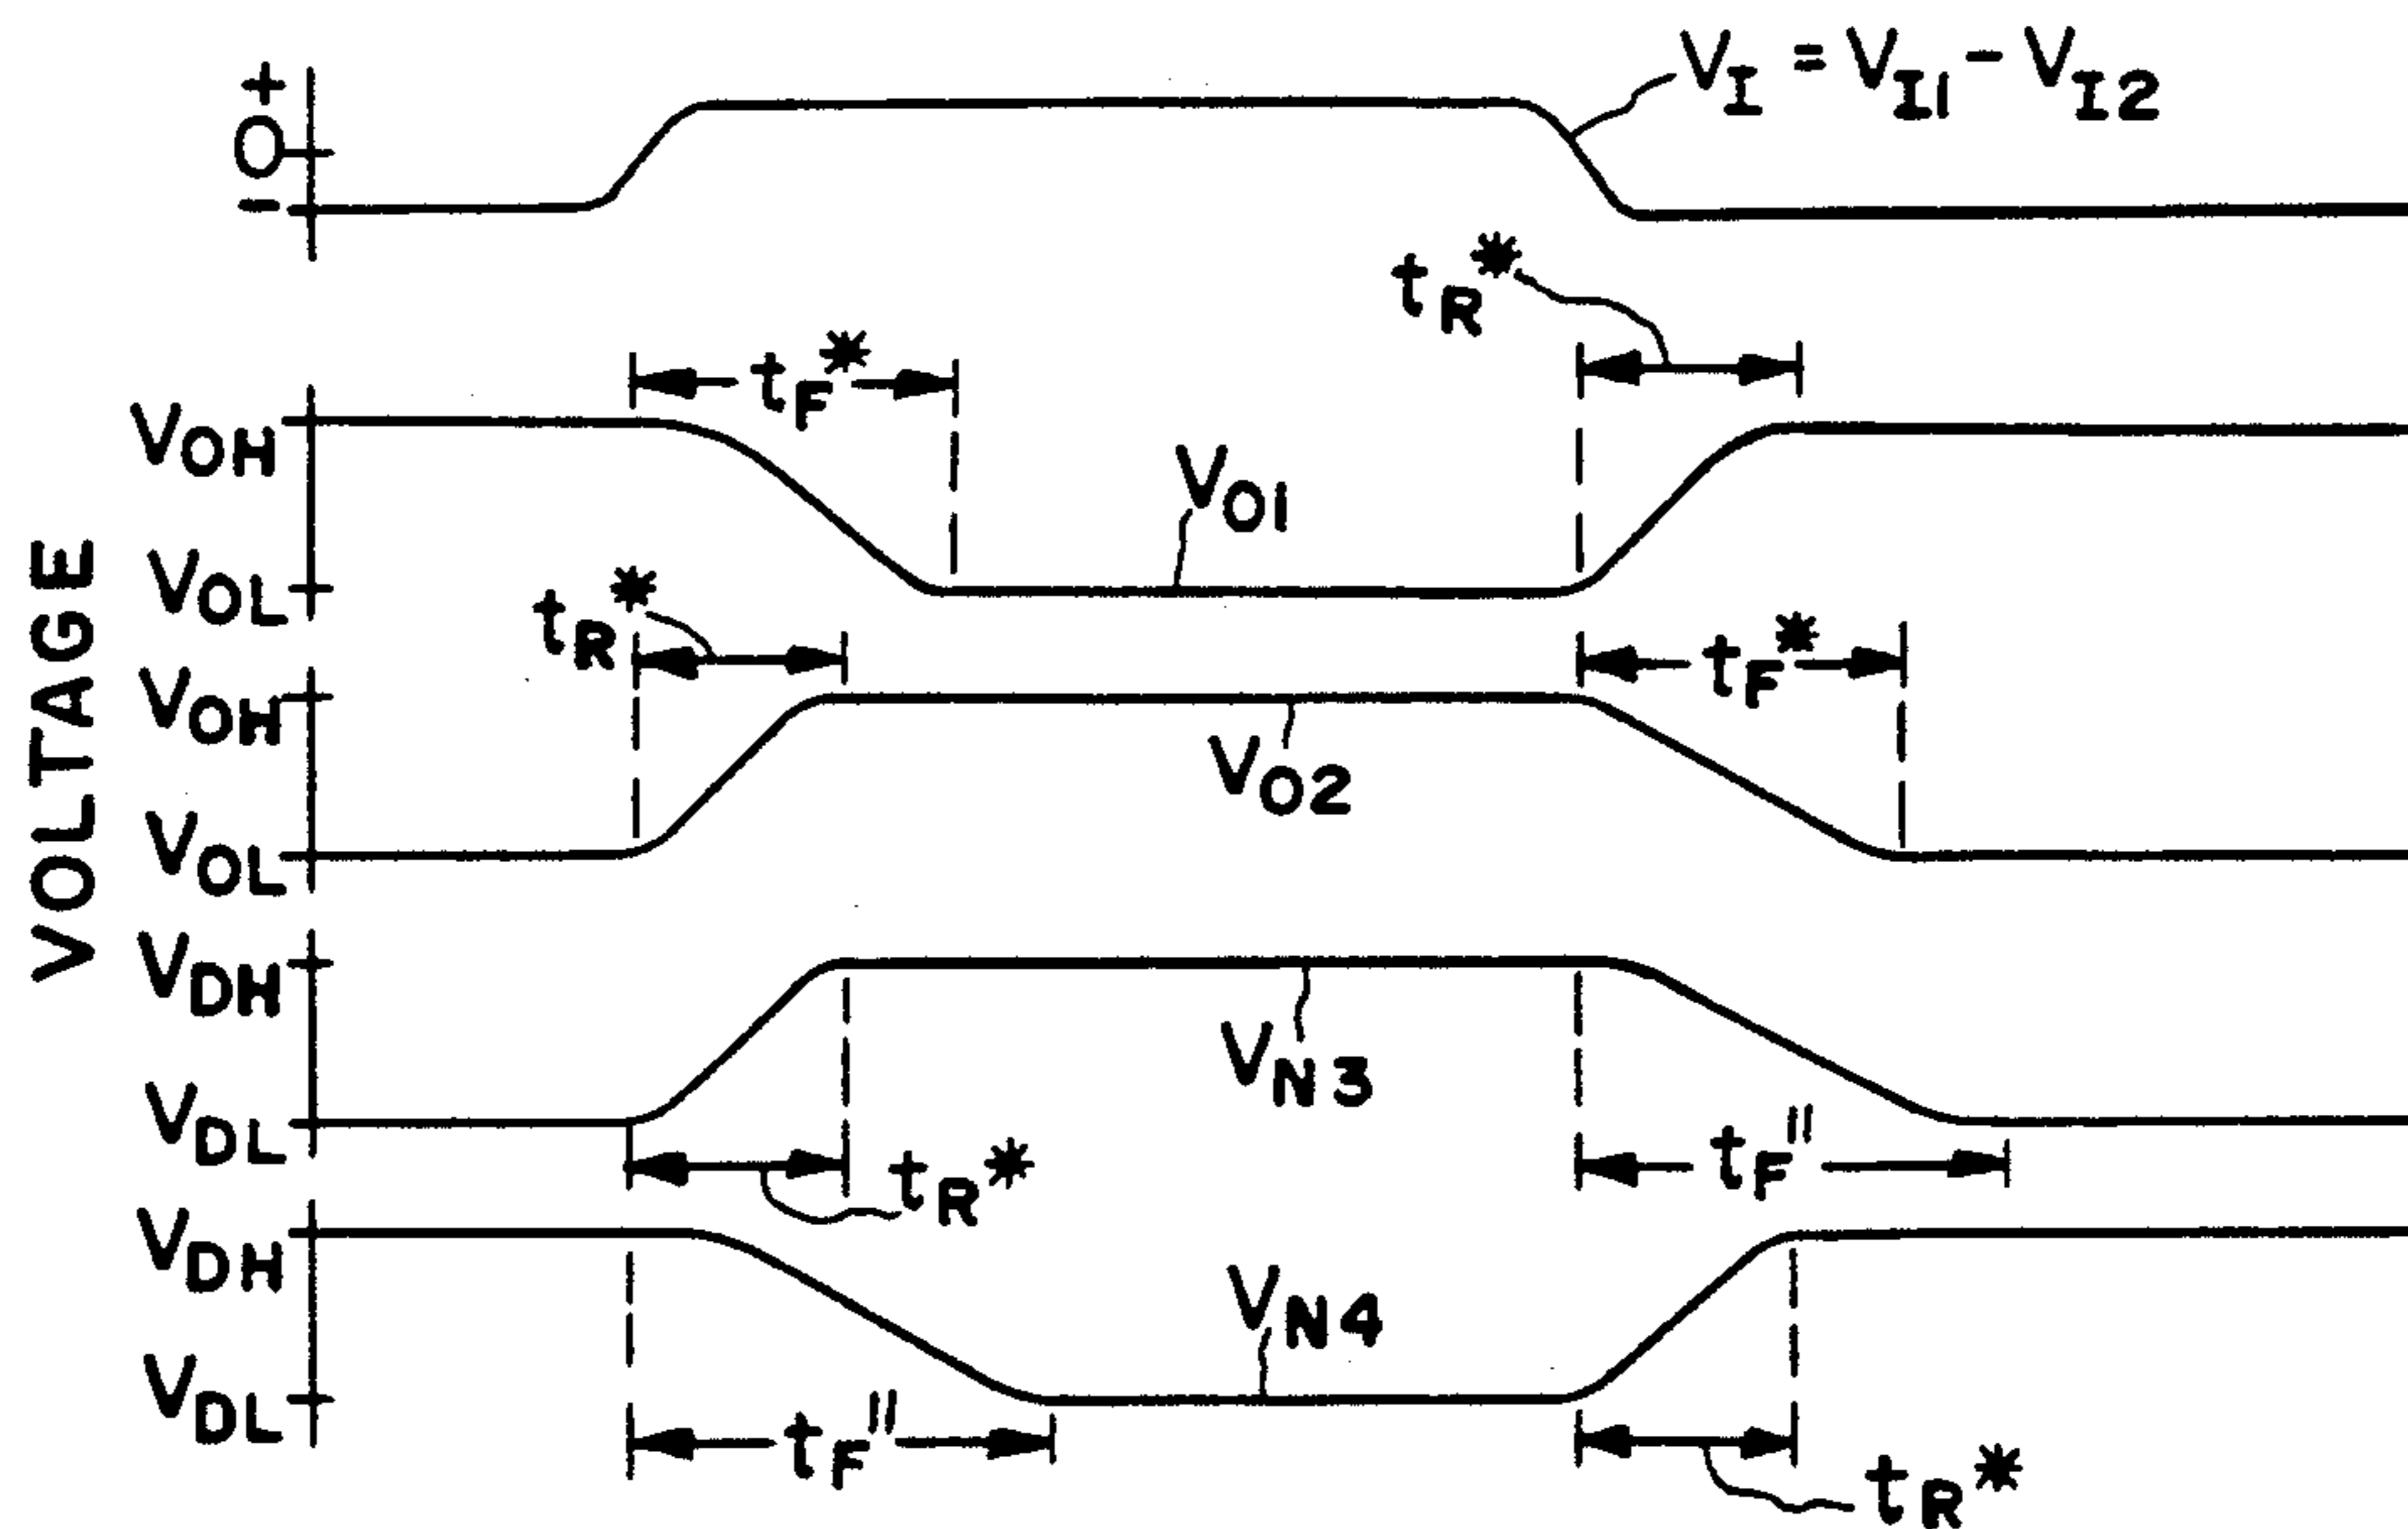 +
0
-
V_I = V_I1 - V_I2
t_R*
t_F*
V_OH
V_O1
V_OL
t_R*
t_F*
V_OH
V_O2
V_OL
VOLTAGE
V_DH
V_N3
V_DL
t_F"
t_R*
V_DH
V_N4
V_DL
t_F"
t_R*